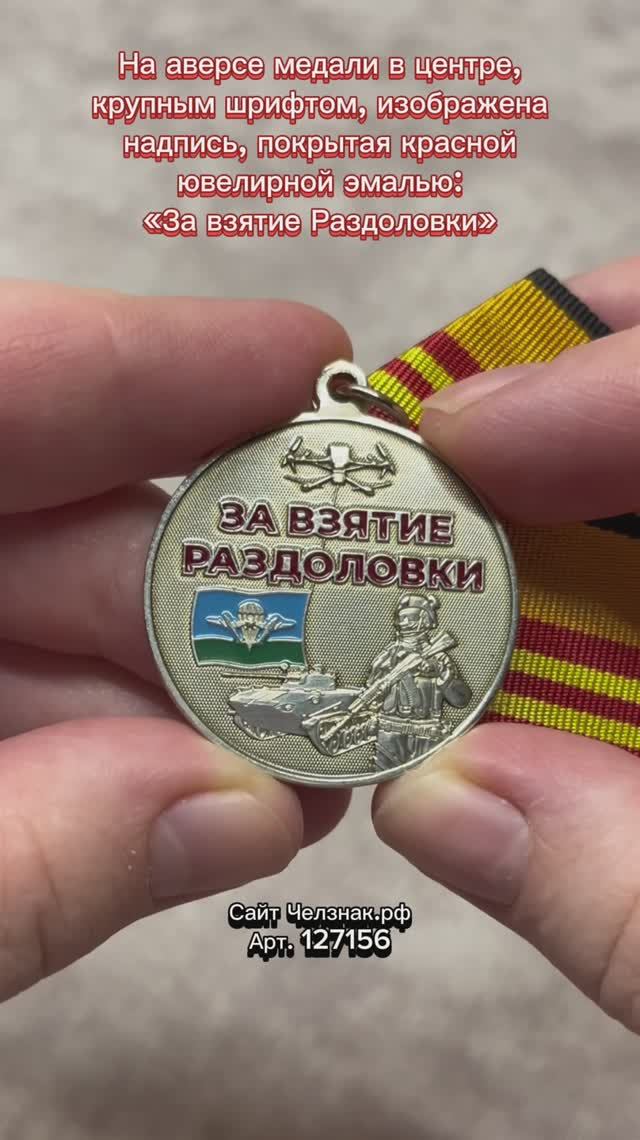 На аверсе медали в центре,
крупным шрифтом, изображена
надпись, покрытая красной
ювелирной эмалью:
«За взятие Раздоловки»
ЗА ВЗЯТИЕ
РАЗДОЛОВКИ
Сайт Челзнак.рф
Арт. 127156